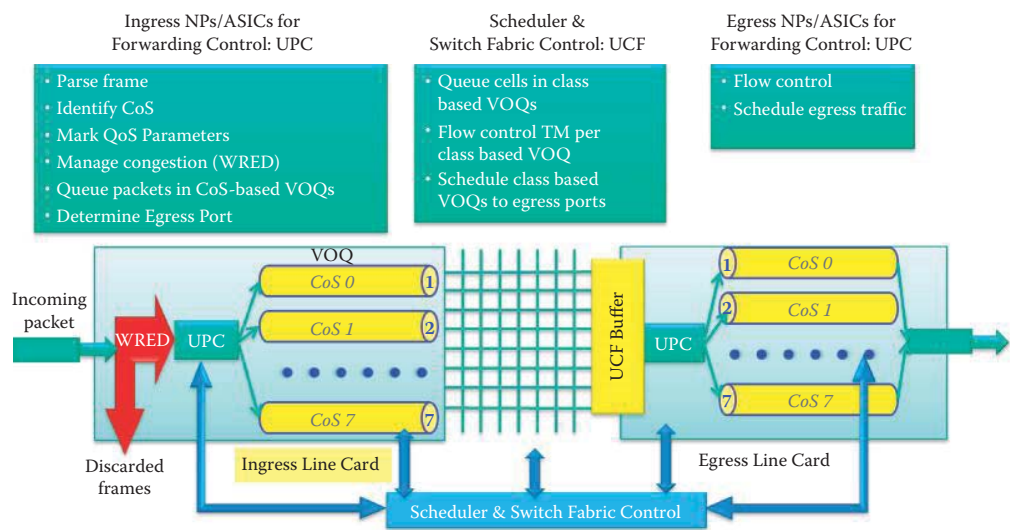 Ingress NPs/ASICs for
Forwarding Control: UPC
Scheduler &
Switch Fabric Control: UCF
Egress NPs/ASICs for
Forwarding Control: UPC
• Parse frame
• Identify CoS
• Mark QoS Parameters
• Manage congestion (WRED)
• Queue packets in CoS-based VOQs
• Determine Egress Port
• Queue cells in class
based VOQs
• Flow control TM per
class based VOQ
• Schedule class based
VOQs to egress ports
• Flow control
• Schedule egress traffic
Incoming
packet
WRED
UPC
VOQ
CoS 0
1
CoS 1
2
CoS 7
7
Discarded
frames
Ingress Line Card
UCF Buffer
UPC
1
CoS 0
2
CoS 1
7
CoS 7
Egress Line Card
Scheduler & Switch Fabric Control